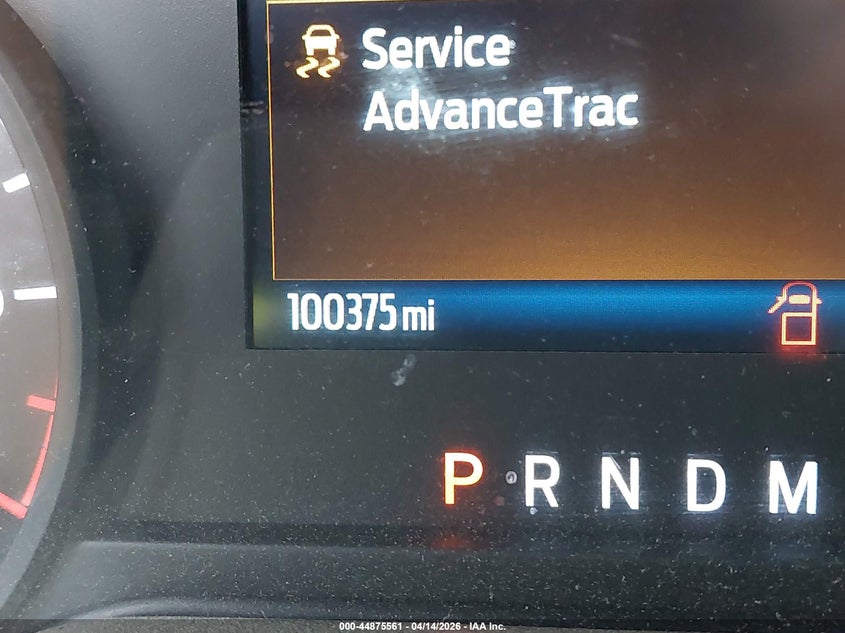 Service
AdvanceTrac
100375 mi
P R N D M
000-44875561 - 04/14/2026 - IAA Inc.